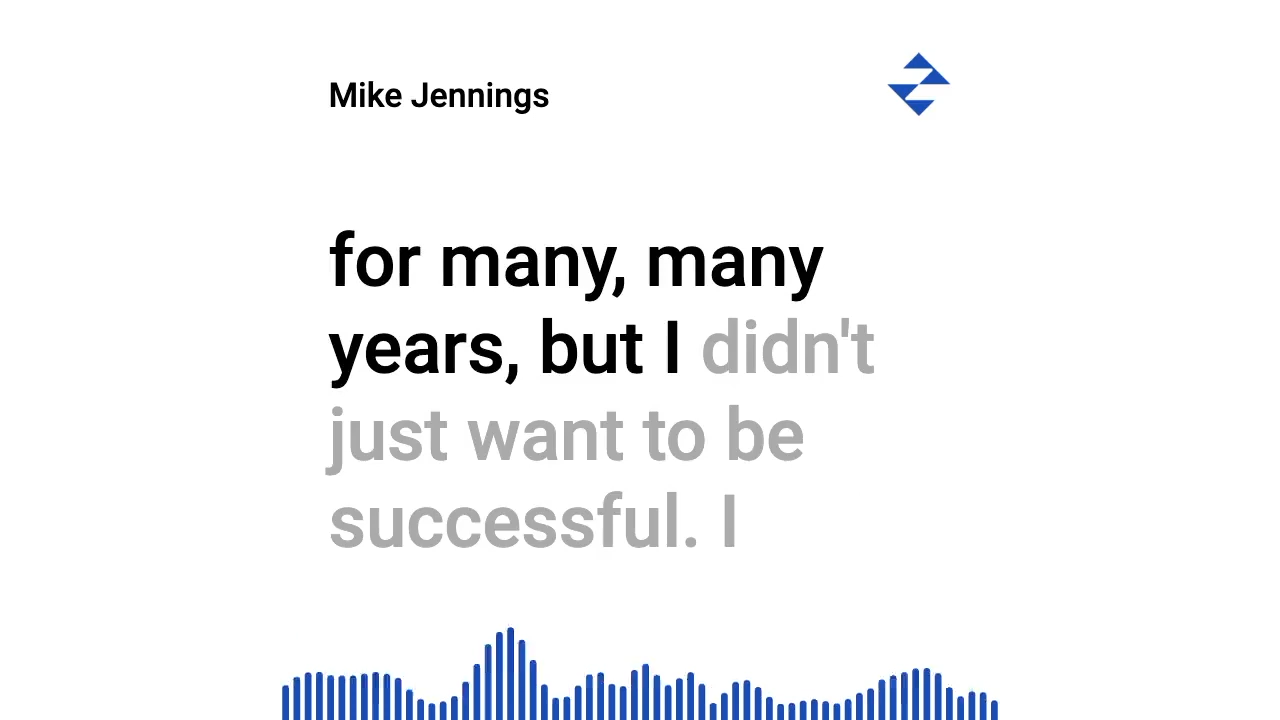 Mike Jennings
for many, many
years, but I didn't
just want to be
successful. I